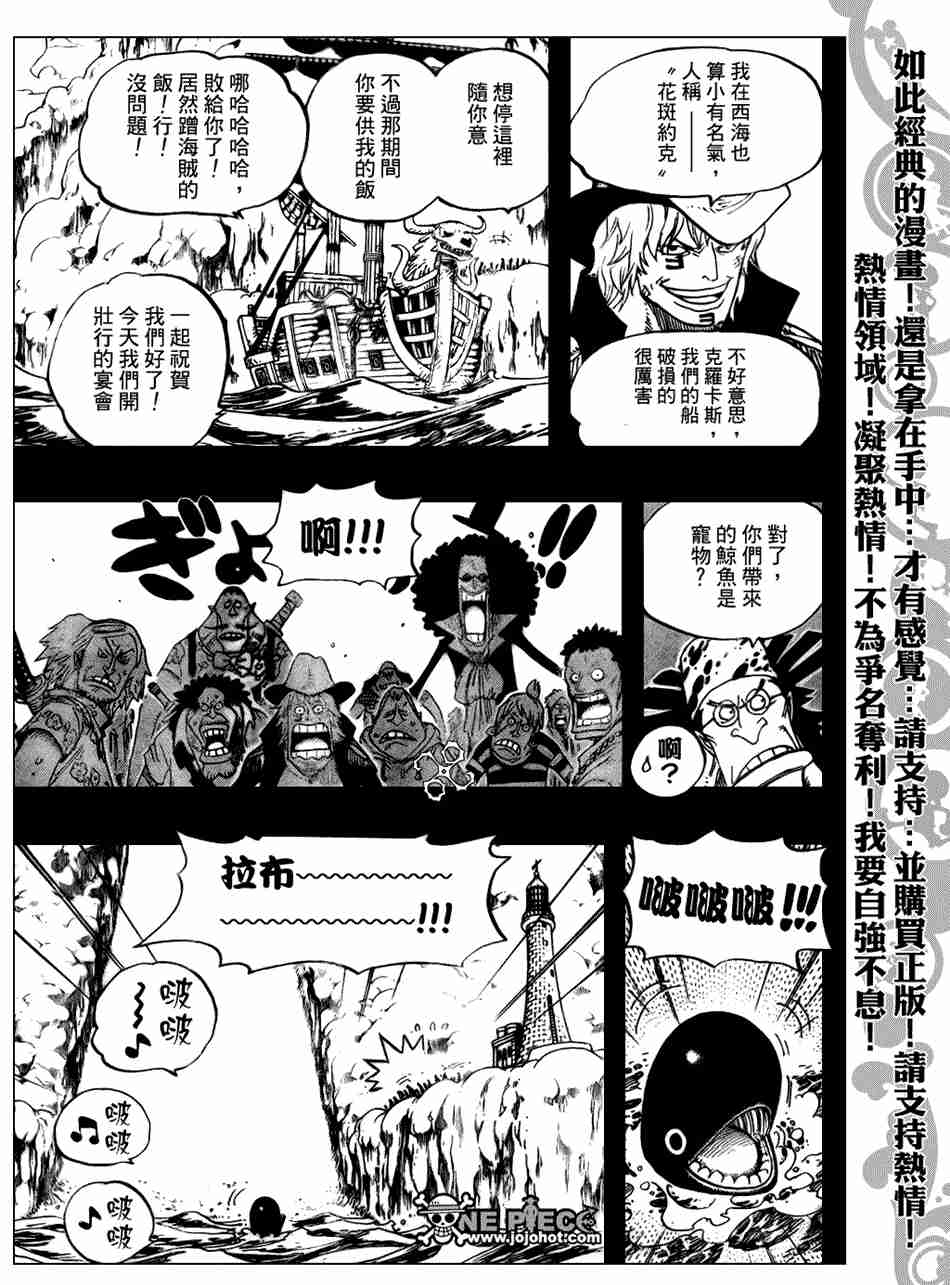 我在西海也
算小有名氣，
人稱——
〝花斑約克〞
不好意思，
克羅卡斯，
我們的船
破損的
很厲害
想停這裡
隨你意
不過那期間
你要供我的飯
哪哈哈哈哈，
敗給你了！
居然蹭海賊的
飯！行！
沒問題！
一起祝賀
我們好了！
今天我們開
壯行的宴會
對了，
你們帶來
的鯨魚是
寵物？
啊？
啊!!!
ぎょ
啵啵啵!!!
拉布~~~~~
~~~~~!!!
啵
啵
啵
啵
啵
啵
ONE PIECE
www.jojohot.com
如此經典的漫畫！還是拿在手中…才有感覺…請支持…並購買正版！請支持熱情！
熱情領域！凝聚熱情！不為爭名奪利！我要自強不息！